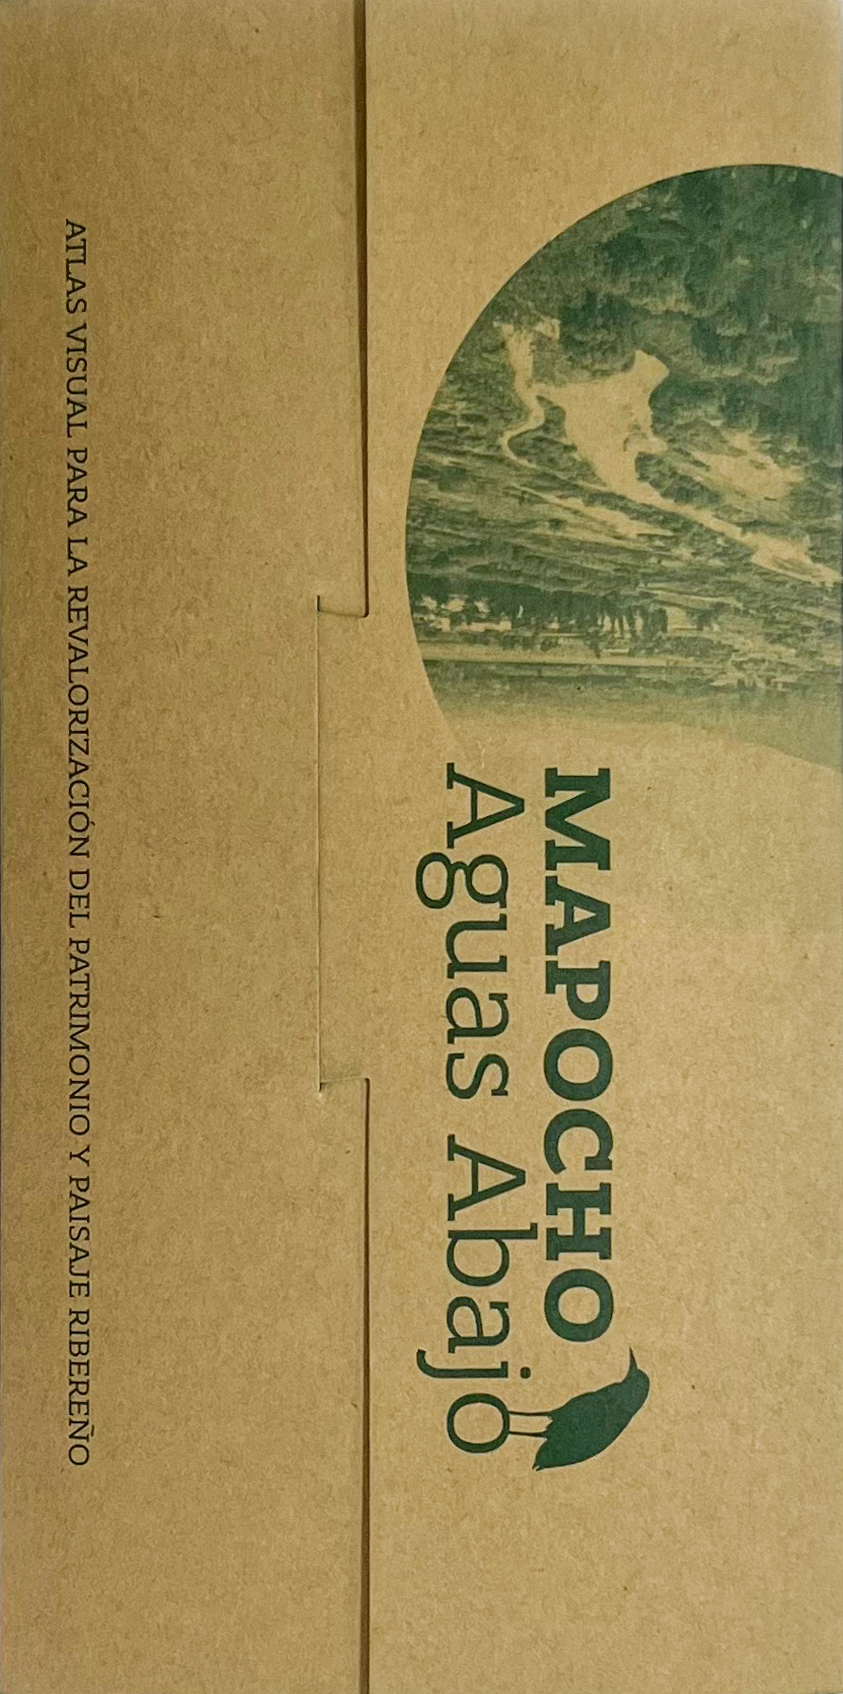 MAPOCHO
Aguas Abajo
ATLAS VISUAL PARA LA REVALORIZACIÓN DEL PATRIMONIO Y PAISAJE RIBEREÑO